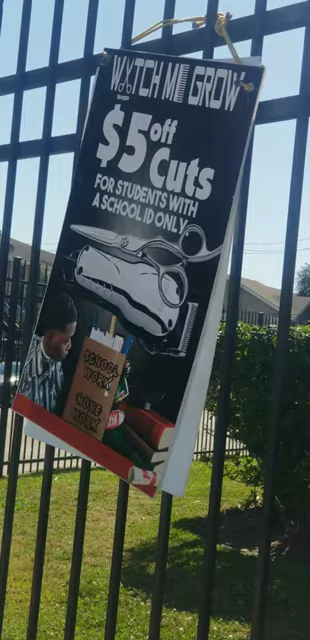 WATCH ME GROW
$5 off
Cuts
FOR STUDENTS WITH
A SCHOOL ID ONLY
SCHOOL
WORK
HOME
WORK